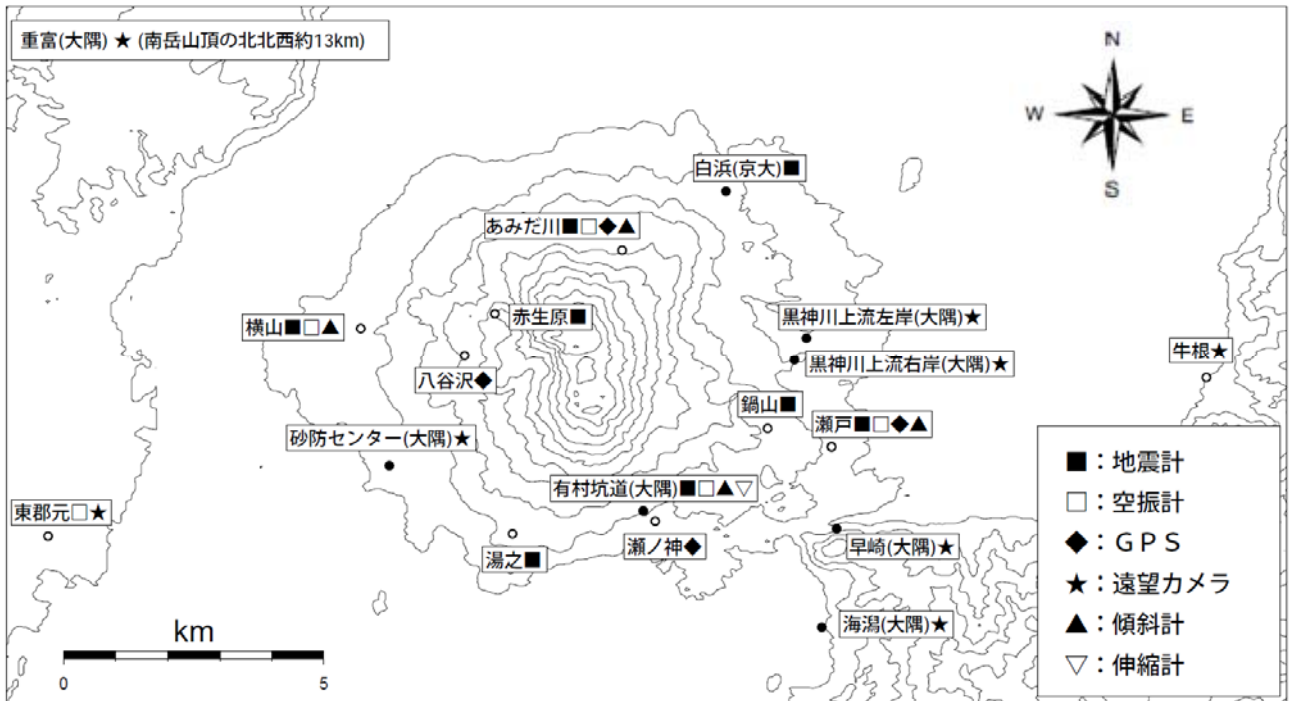 重富(大隅) ★ (南岳山頂の北北西約13km)
N
W
E
S
白浜(京大)■
あみだ川■□◆▲
横山■□▲
赤生原■
黒神川上流左岸(大隅)★
黒神川上流右岸(大隅)★
牛根★
八谷沢◆
鍋山■
瀬戸■□◆▲
砂防センター(大隅)★
有村坑道(大隅)■□▲▽
東郡元□★
湯之■
瀬ノ神◆
早崎(大隅)★
海潟(大隅)★
km
0 5
■：地震計
□：空振計
◆：ＧＰＳ
★：遠望カメラ
▲：傾斜計
▽：伸縮計